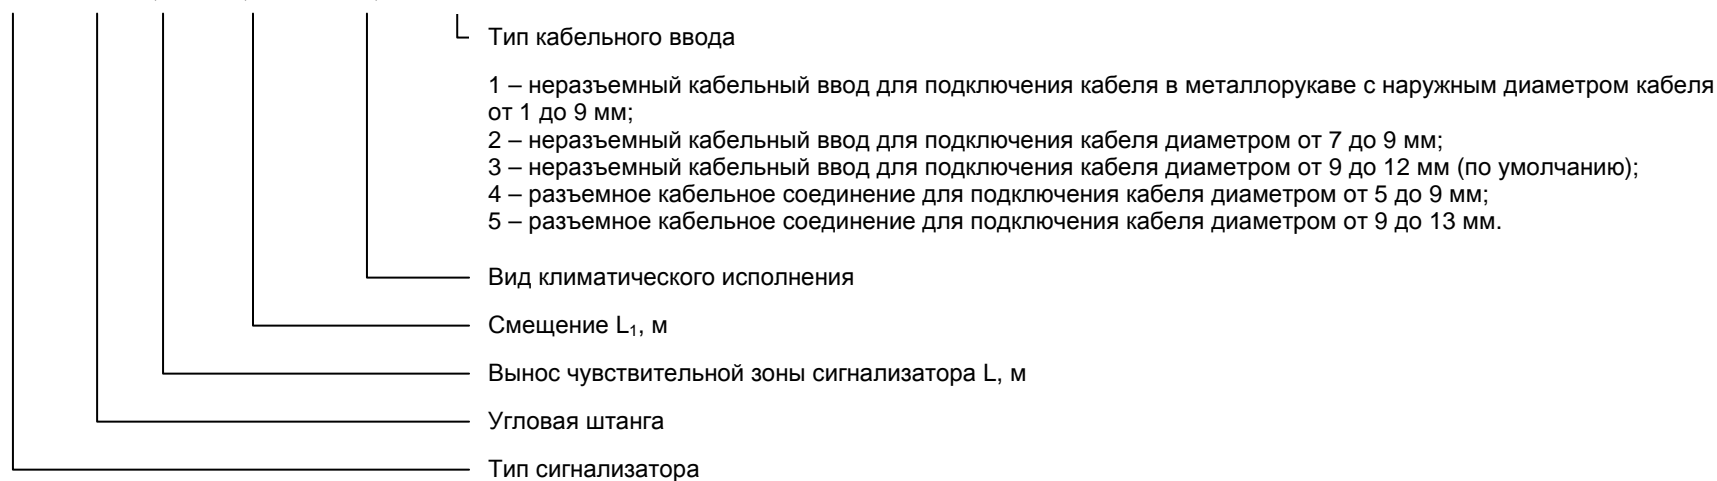 Тип кабельного ввода
1 – неразъемный кабельный ввод для подключения кабеля в металлорукаве с наружным диаметром кабеля
от 1 до 9 мм;
2 – неразъемный кабельный ввод для подключения кабеля диаметром от 7 до 9 мм;
3 – неразъемный кабельный ввод для подключения кабеля диаметром от 9 до 12 мм (по умолчанию);
4 – разъемное кабельное соединение для подключения кабеля диаметром от 5 до 9 мм;
5 – разъемное кабельное соединение для подключения кабеля диаметром от 9 до 13 мм.
Вид климатического исполнения
Смещение L₁, м
Вынос чувствительной зоны сигнализатора L, м
Угловая штанга
Тип сигнализатора